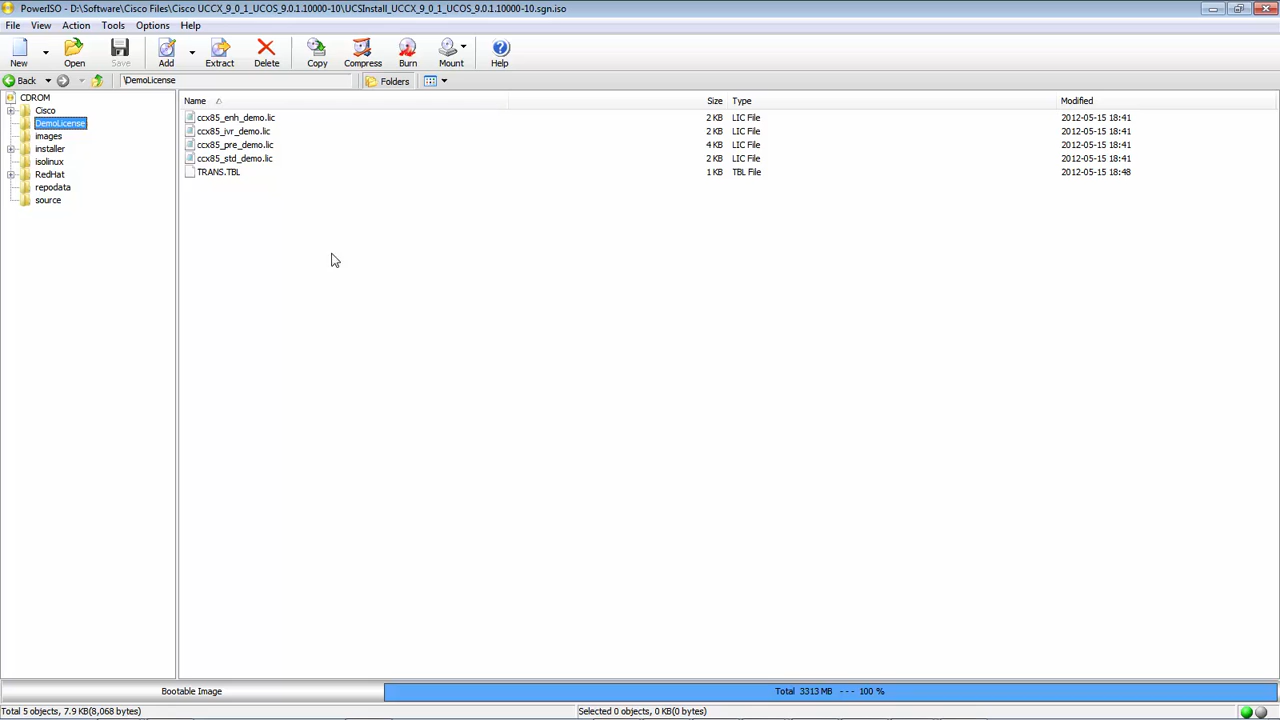 PowerISO - D:\Software\Cisco Files\Cisco UCCX_9_0_1_UCOS_9.0.1.10000-10\UCSInstall_UCCX_9_0_1_UCOS_9.0.1.10000-10.sgn.iso
File View Action Tools Options Help
New Open Save Add Extract Delete Copy Compress Burn Mount Help
Back \DemoLicense Folders
CDROM
Cisco
DemoLicense
images
installer
isolinux
RedHat
repodata
source
Name Size Type Modified
ccx85_enh_demo.lic 2 KB LIC File 2012-05-15 18:41
ccx85_ivr_demo.lic 2 KB LIC File 2012-05-15 18:41
ccx85_pre_demo.lic 4 KB LIC File 2012-05-15 18:41
ccx85_std_demo.lic 2 KB LIC File 2012-05-15 18:41
TRANS.TBL 1 KB TBL File 2012-05-15 18:48
Bootable Image Total 3313 MB --- 100 %
Total 5 objects, 7.9 KB(8,068 bytes) Selected 0 objects, 0 KB(0 bytes)